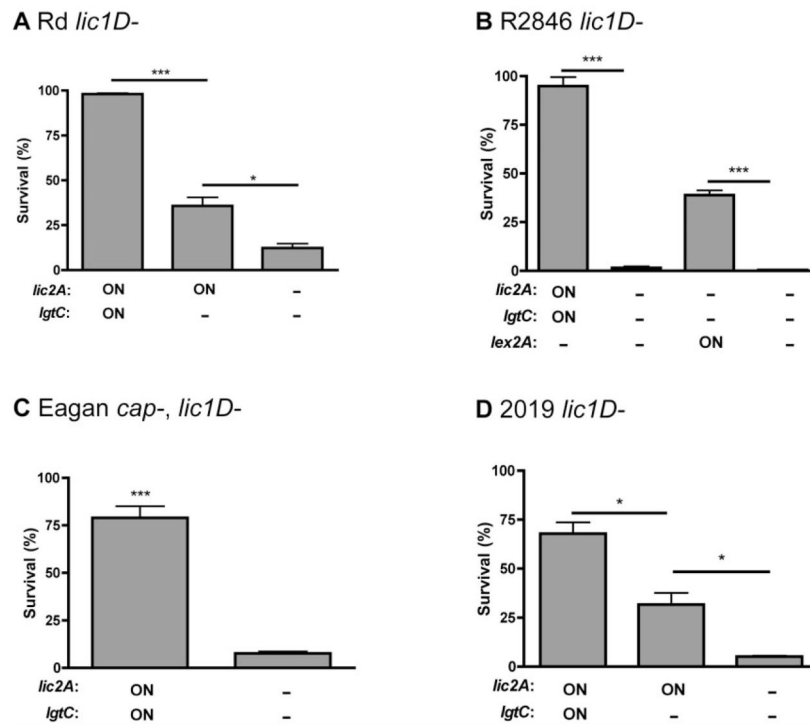 A Rd lic1D-
Survival (%)
100
75
50
25
0
***
*
lic2A: ON ON –
lgtC: ON – –
B R2846 lic1D-
Survival (%)
100
75
50
25
0
***
***
lic2A: ON – – –
lgtC: ON – – –
lex2A: – – ON –
C Eagan cap-, lic1D-
Survival (%)
100
75
50
25
0
***
lic2A: ON –
lgtC: ON –
D 2019 lic1D-
Survival (%)
100
75
50
25
0
*
*
lic2A: ON ON –
lgtC: ON – –